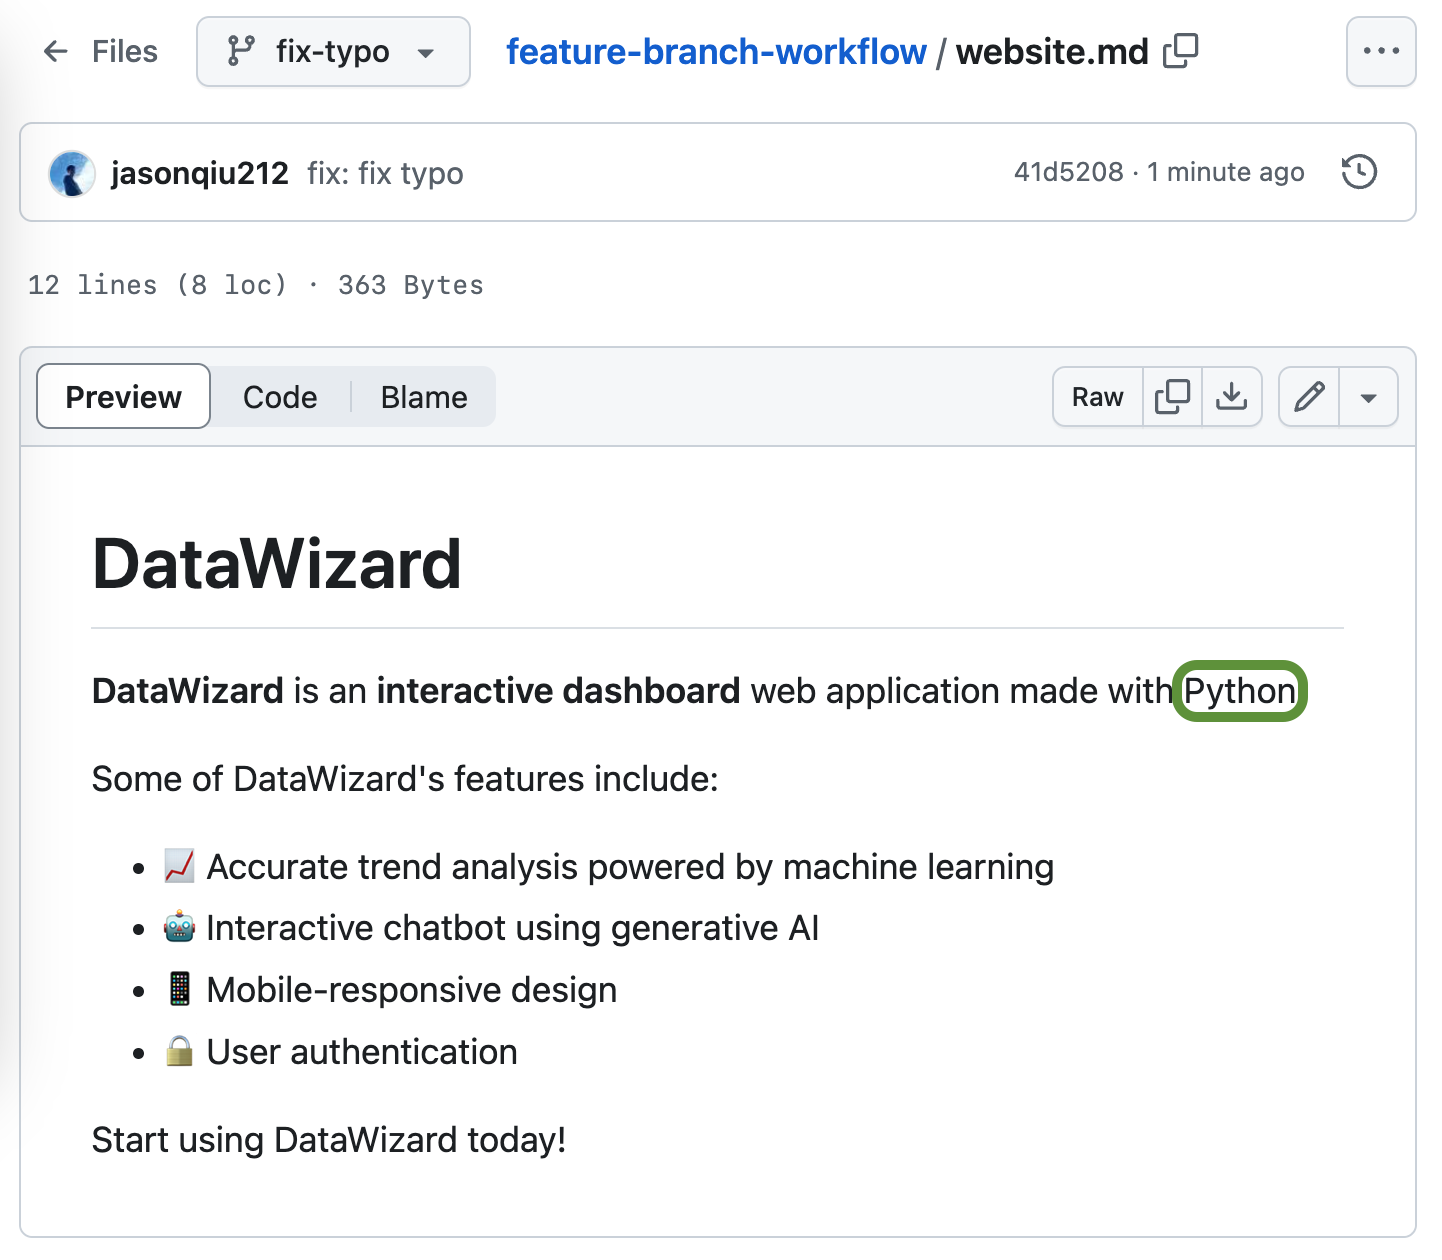 Files fix-typo feature-branch-workflow / website.md
jasonqiu212 fix: fix typo 41d5208 · 1 minute ago
12 lines (8 loc) · 363 Bytes
Preview Code Blame Raw
DataWizard
DataWizard is an interactive dashboard web application made with Python
Some of DataWizard's features include:
• 📈 Accurate trend analysis powered by machine learning
• 🤖 Interactive chatbot using generative AI
• 📱 Mobile-responsive design
• 🔒 User authentication
Start using DataWizard today!